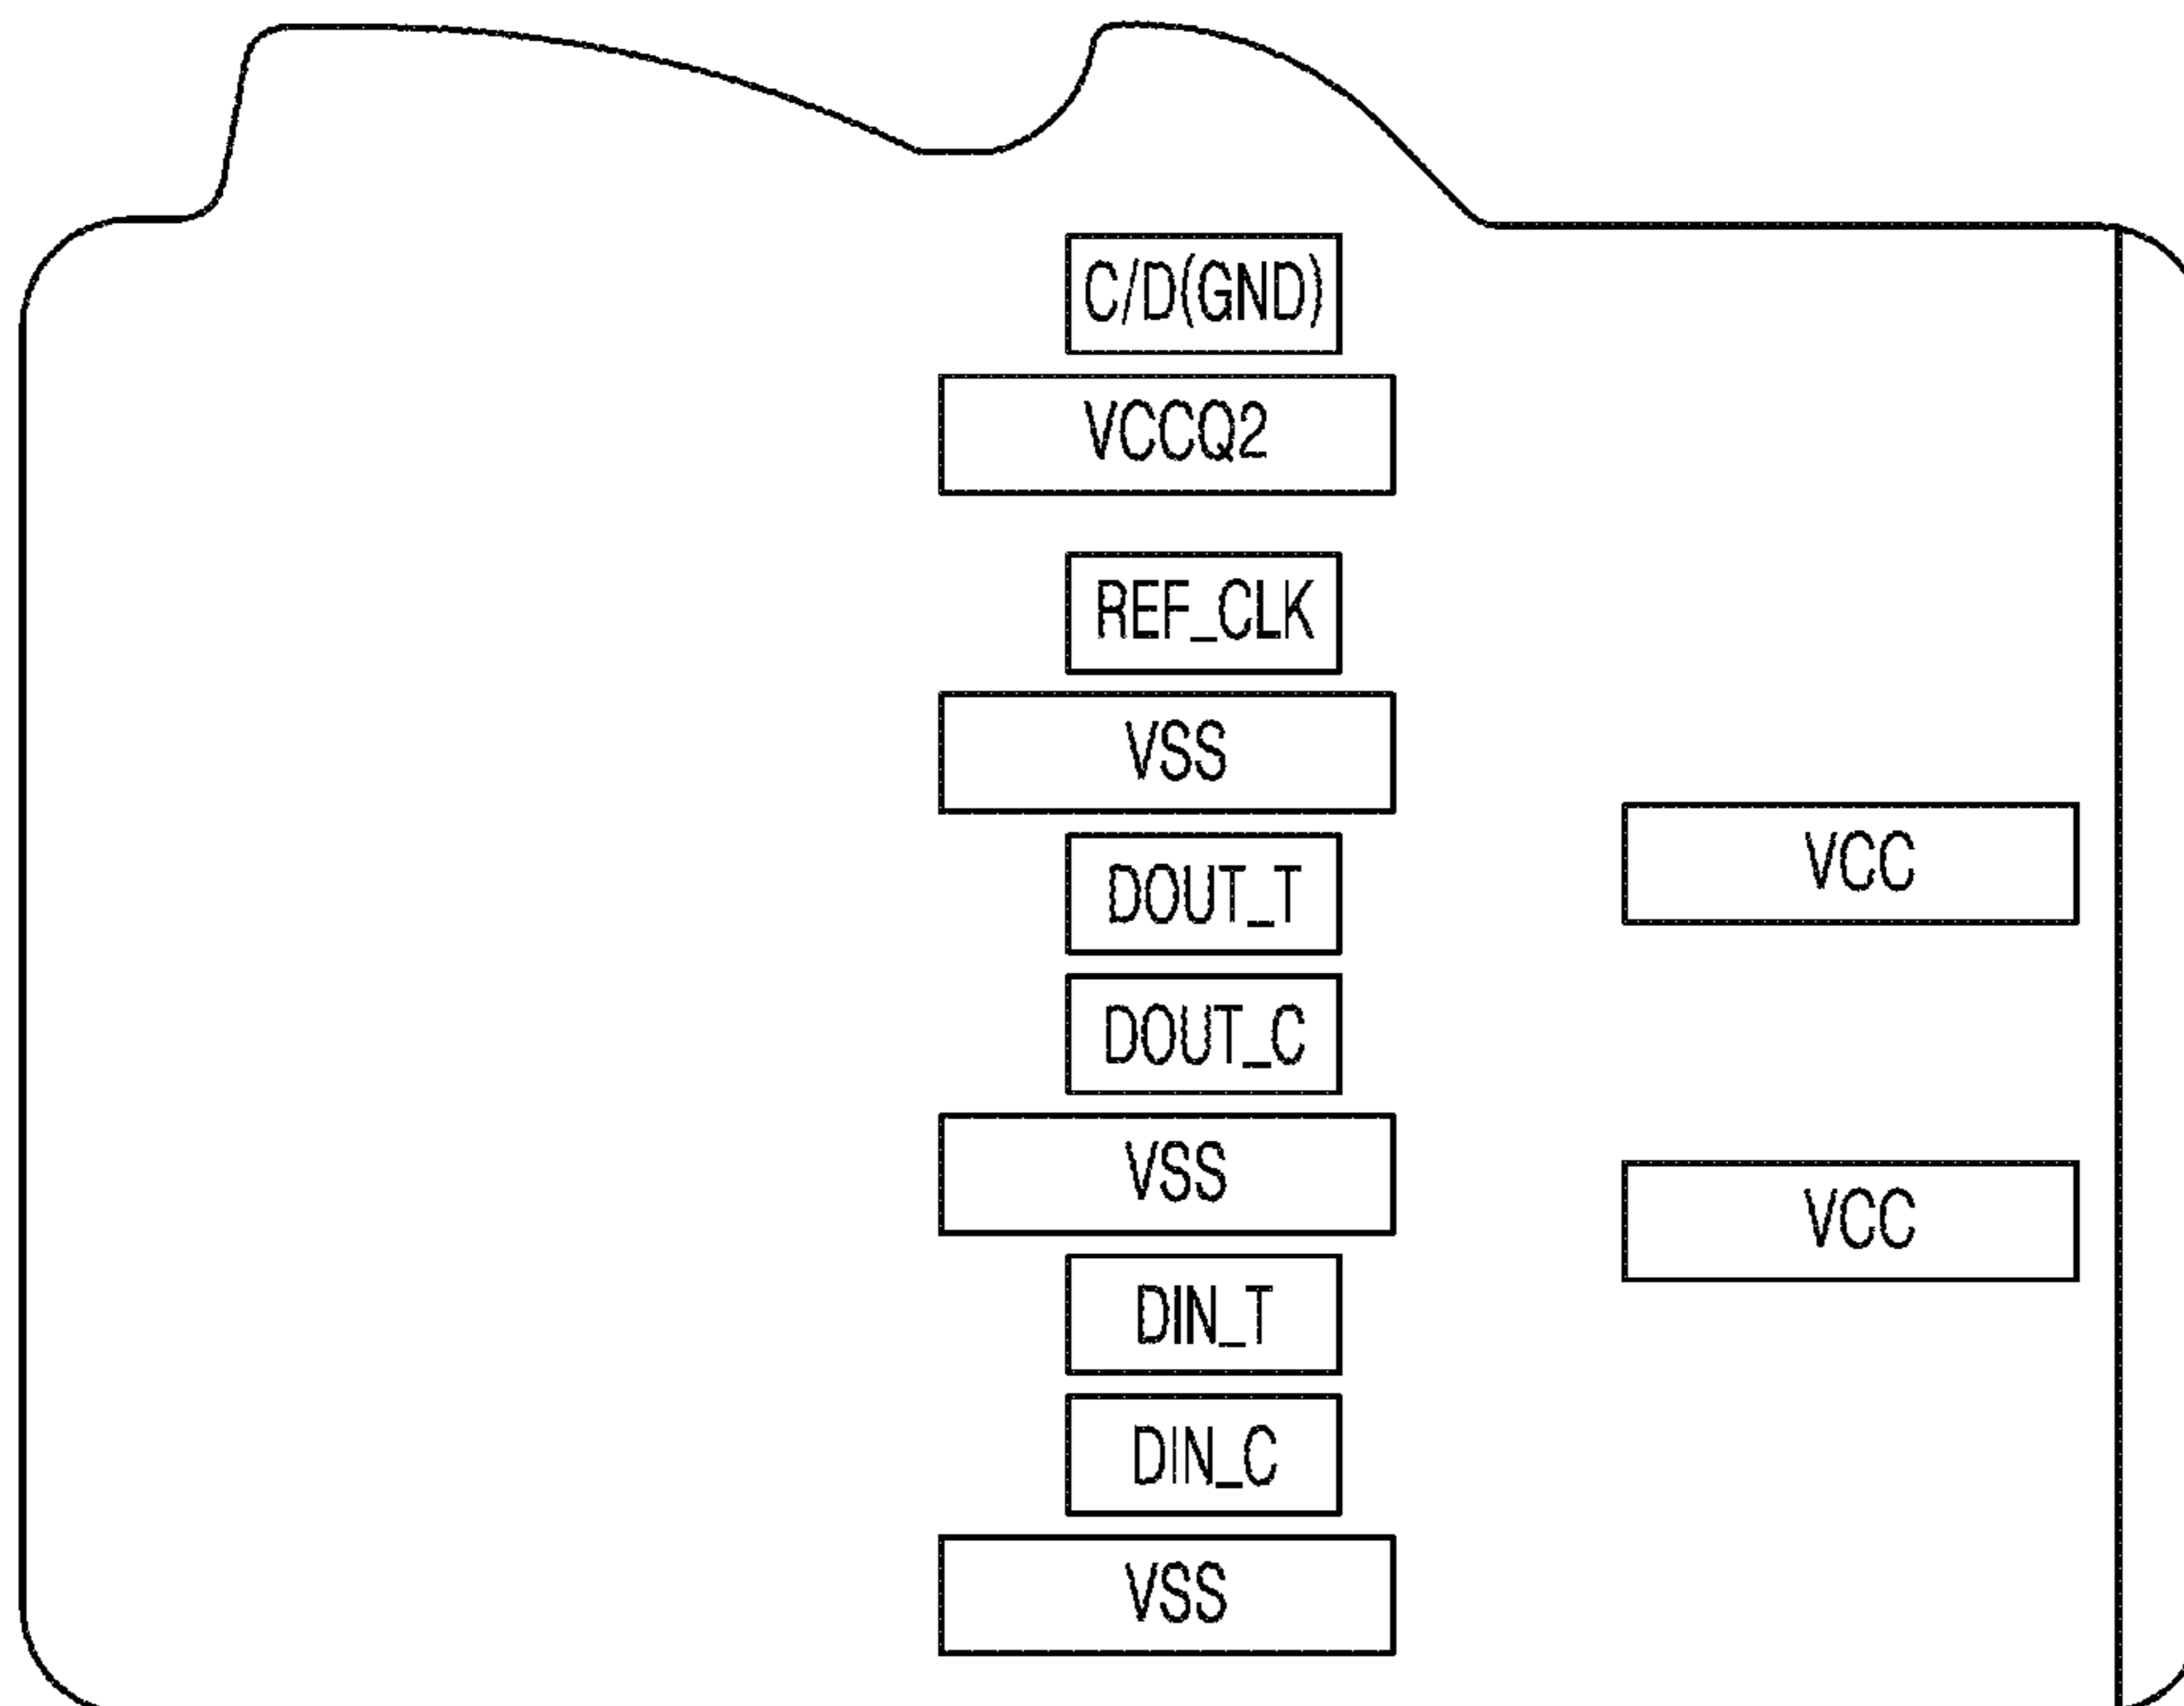 C/D(GND)
VCCQ2
REF_CLK
VSS
VCC
DOUT_T
DOUT_C
VSS
VCC
DIN_T
DIN_C
VSS